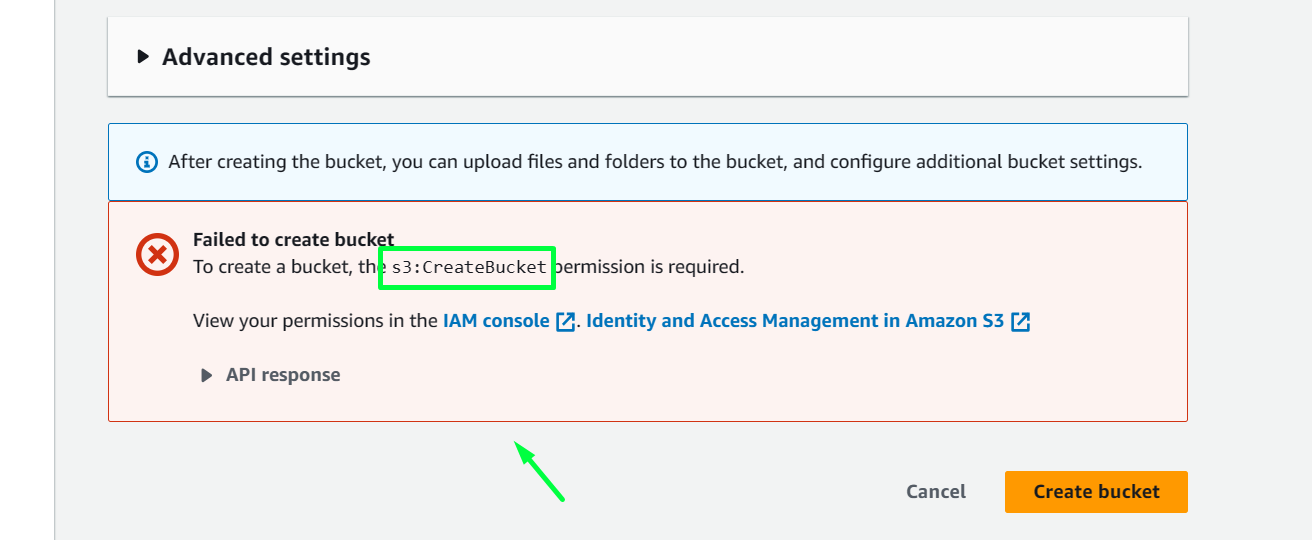 Advanced settings
After creating the bucket, you can upload files and folders to the bucket, and configure additional bucket settings.
Failed to create bucket
To create a bucket, the s3:CreateBucket permission is required.
View your permissions in the IAM console. Identity and Access Management in Amazon S3
API response
Cancel Create bucket